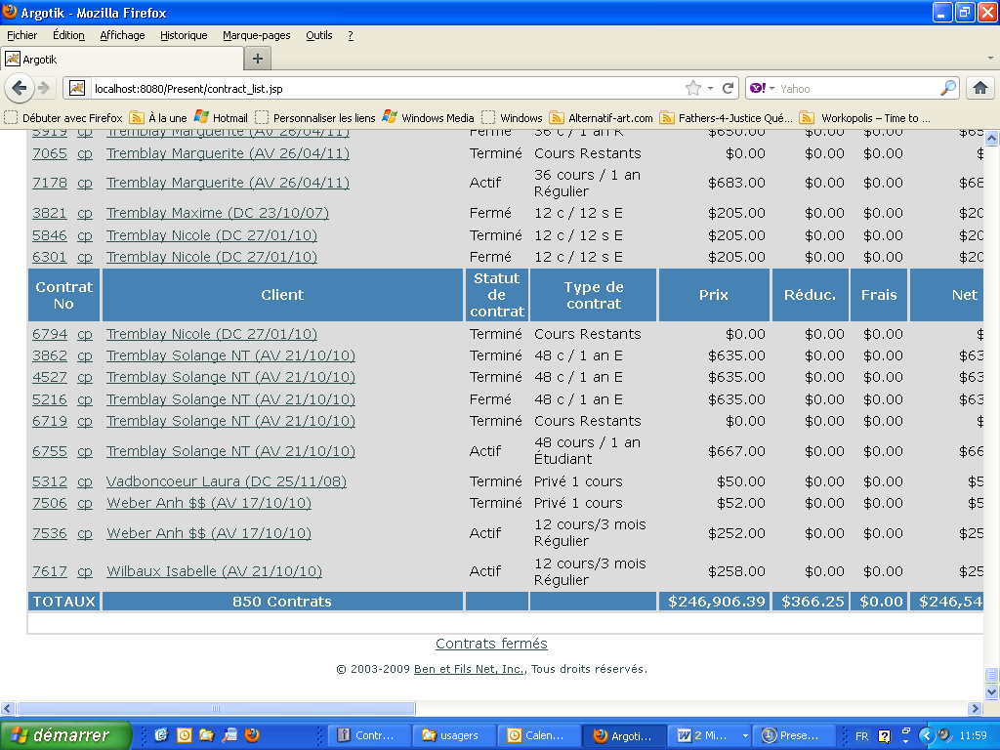 Argotik - Mozilla Firefox
Fichier Édition Affichage Historique Marque-pages Outils ?
Argotik
localhost:8080/Present/contract_list.jsp Yahoo
Débuter avec Firefox À la une Hotmail Personnaliser les liens Windows Media Windows Alternatif-art.com Fathers-4-Justice Qué... Workopolis – Time to ...
5919 cp Tremblay Marguerite (AV 26/04/11) Fermé 36 c / 1 an R $650.00 $0.00 $0.00 $65
7065 cp Tremblay Marguerite (AV 26/04/11) Terminé Cours Restants $0.00 $0.00 $0.00 $
7178 cp Tremblay Marguerite (AV 26/04/11) Actif 36 cours / 1 an Régulier $683.00 $0.00 $0.00 $68
3821 cp Tremblay Maxime (DC 23/10/07) Fermé 12 c / 12 s E $205.00 $0.00 $0.00 $20
5846 cp Tremblay Nicole (DC 27/01/10) Terminé 12 c / 12 s E $205.00 $0.00 $0.00 $20
6301 cp Tremblay Nicole (DC 27/01/10) Fermé 12 c / 12 s E $205.00 $0.00 $0.00 $20
Contrat No Client Statut de contrat Type de contrat Prix Réduc. Frais Net
6794 cp Tremblay Nicole (DC 27/01/10) Terminé Cours Restants $0.00 $0.00 $0.00 $
3862 cp Tremblay Solange NT (AV 21/10/10) Terminé 48 c / 1 an E $635.00 $0.00 $0.00 $63
4527 cp Tremblay Solange NT (AV 21/10/10) Terminé 48 c / 1 an E $635.00 $0.00 $0.00 $63
5216 cp Tremblay Solange NT (AV 21/10/10) Fermé 48 c / 1 an E $635.00 $0.00 $0.00 $63
6719 cp Tremblay Solange NT (AV 21/10/10) Terminé Cours Restants $0.00 $0.00 $0.00 $
6755 cp Tremblay Solange NT (AV 21/10/10) Actif 48 cours / 1 an Étudiant $667.00 $0.00 $0.00 $66
5312 cp Vadboncoeur Laura (DC 25/11/08) Terminé Privé 1 cours $50.00 $0.00 $0.00 $5
7506 cp Weber Anh $$ (AV 17/10/10) Terminé Privé 1 cours $52.00 $0.00 $0.00 $5
7536 cp Weber Anh $$ (AV 17/10/10) Actif 12 cours/3 mois Régulier $252.00 $0.00 $0.00 $25
7617 cp Wilbaux Isabelle (AV 21/10/10) Actif 12 cours/3 mois Régulier $258.00 $0.00 $0.00 $25
TOTAUX 850 Contrats $246,906.39 $366.25 $0.00 $246,54
Contrats fermés
© 2003-2009 Ben et Fils Net, Inc., Tous droits réservés.
démarrer Contr... usagers Calen... Argoti... 2 Mi... Prese... FR 11:59